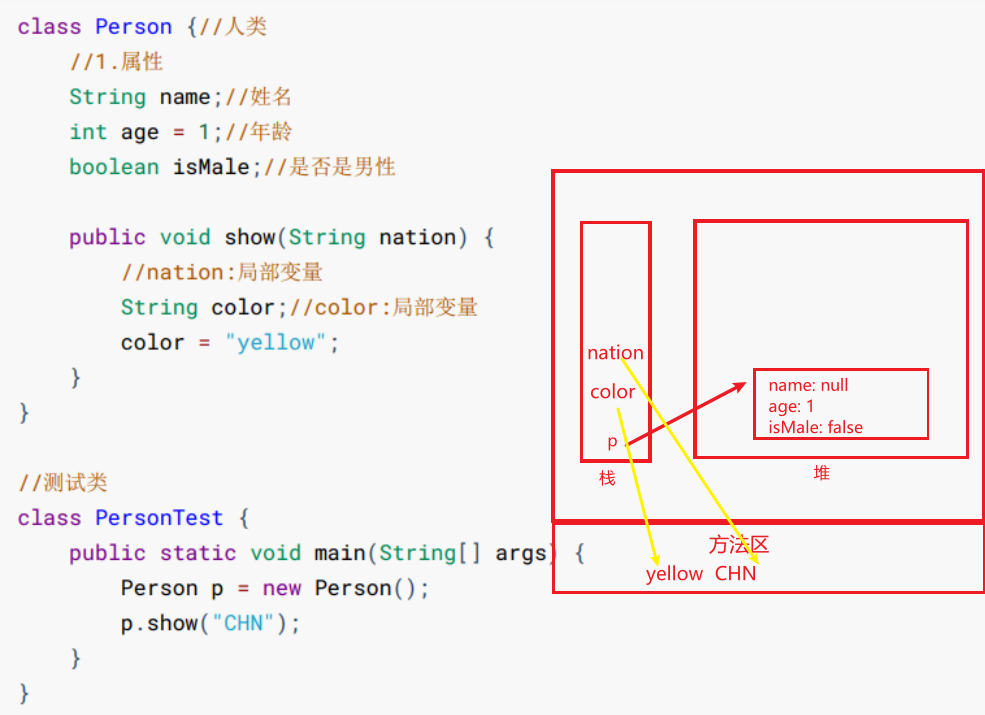 class Person {//人类
//1.属性
String name;//姓名
int age = 1;//年龄
boolean isMale;//是否是男性
public void show(String nation) {
//nation:局部变量
String color;//color:局部变量
color = "yellow";
}
}
//测试类
class PersonTest {
public static void main(String[] args) {
Person p = new Person();
p.show("CHN");
}
}
nation
color
p
栈
name: null
age: 1
isMale: false
堆
方法区
yellow CHN